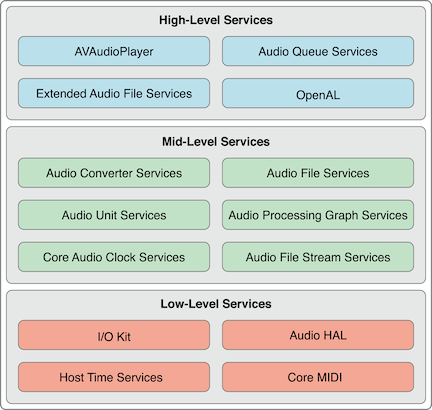 High-Level Services
AVAudioPlayer
Audio Queue Services
Extended Audio File Services
OpenAL
Mid-Level Services
Audio Converter Services
Audio File Services
Audio Unit Services
Audio Processing Graph Services
Core Audio Clock Services
Audio File Stream Services
Low-Level Services
I/O Kit
Audio HAL
Host Time Services
Core MIDI